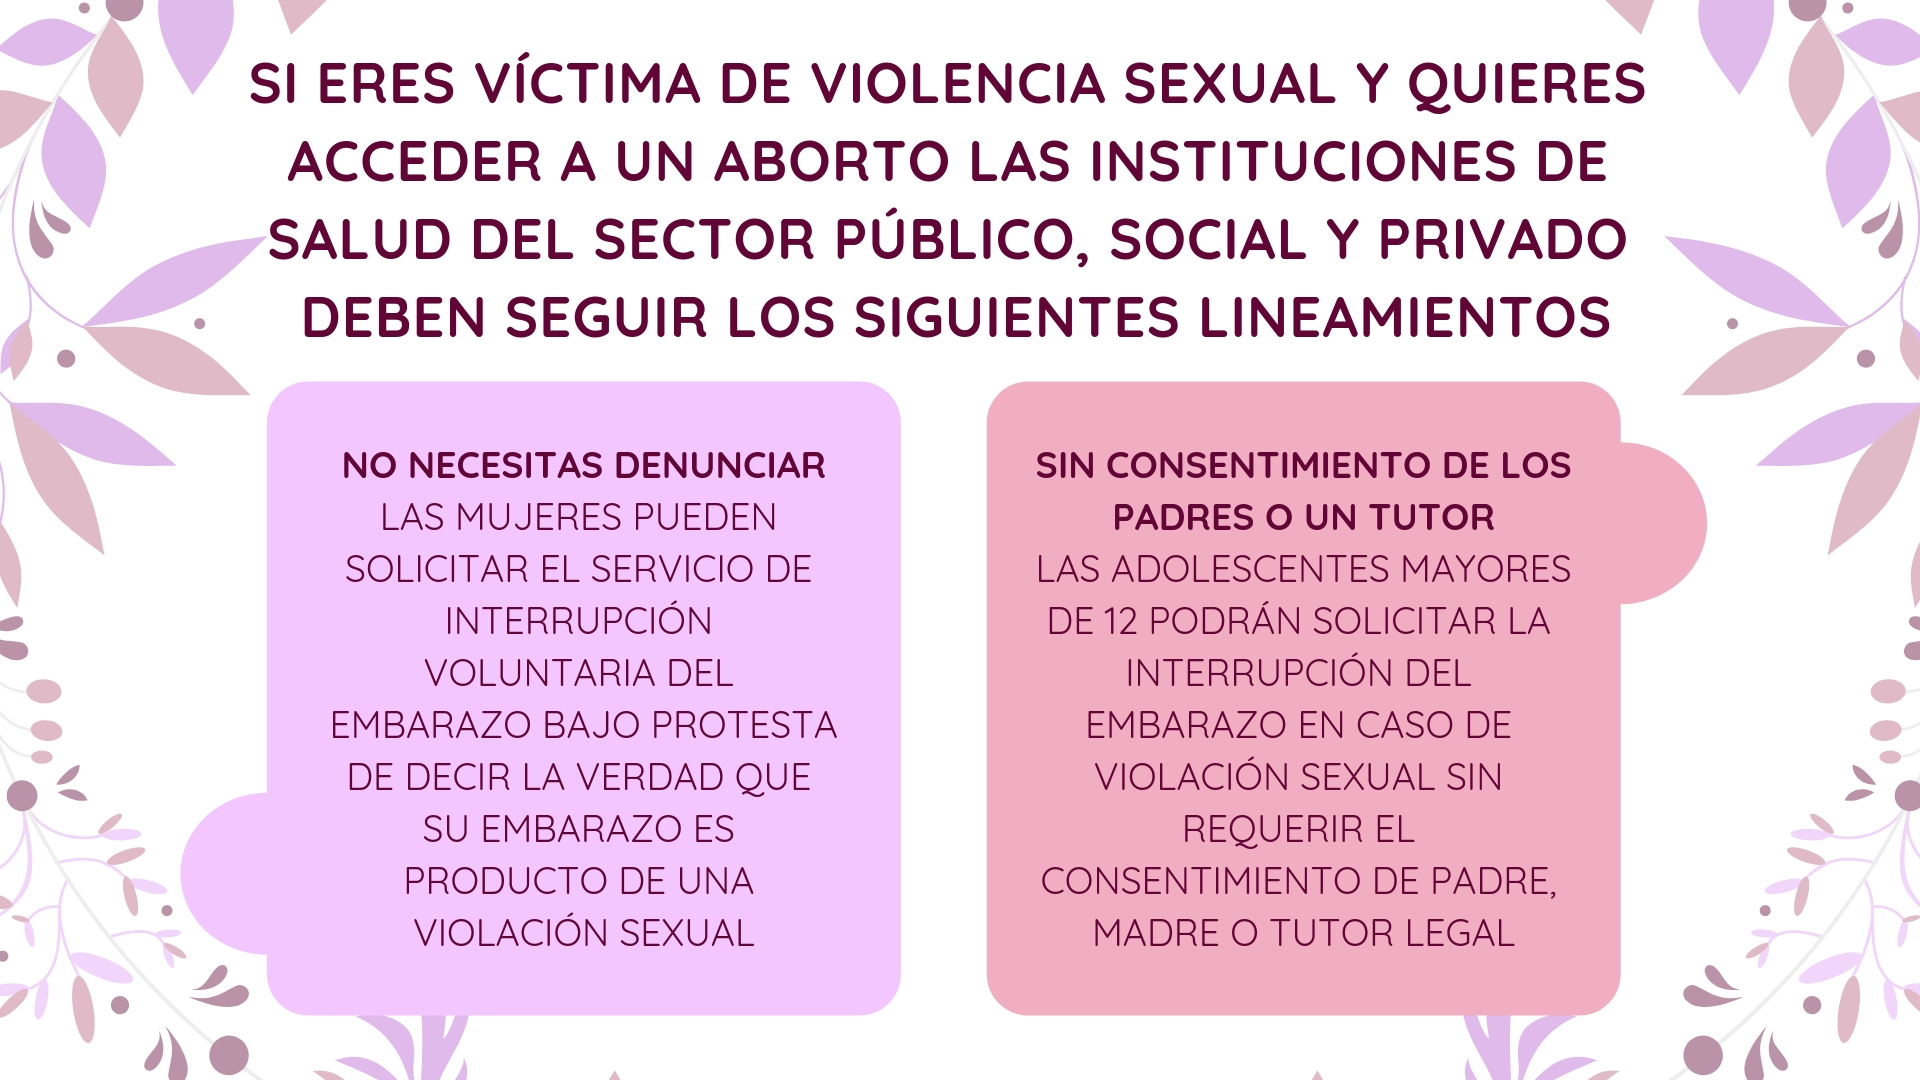 SI ERES VÍCTIMA DE VIOLENCIA SEXUAL Y QUIERES
ACCEDER A UN ABORTO LAS INSTITUCIONES DE
SALUD DEL SECTOR PÚBLICO, SOCIAL Y PRIVADO
DEBEN SEGUIR LOS SIGUIENTES LINEAMIENTOS
NO NECESITAS DENUNCIAR
LAS MUJERES PUEDEN
SOLICITAR EL SERVICIO DE
INTERRUPCIÓN
VOLUNTARIA DEL
EMBARAZO BAJO PROTESTA
DE DECIR LA VERDAD QUE
SU EMBARAZO ES
PRODUCTO DE UNA
VIOLACIÓN SEXUAL
SIN CONSENTIMIENTO DE LOS
PADRES O UN TUTOR
LAS ADOLESCENTES MAYORES
DE 12 PODRÁN SOLICITAR LA
INTERRUPCIÓN DEL
EMBARAZO EN CASO DE
VIOLACIÓN SEXUAL SIN
REQUERIR EL
CONSENTIMIENTO DE PADRE,
MADRE O TUTOR LEGAL